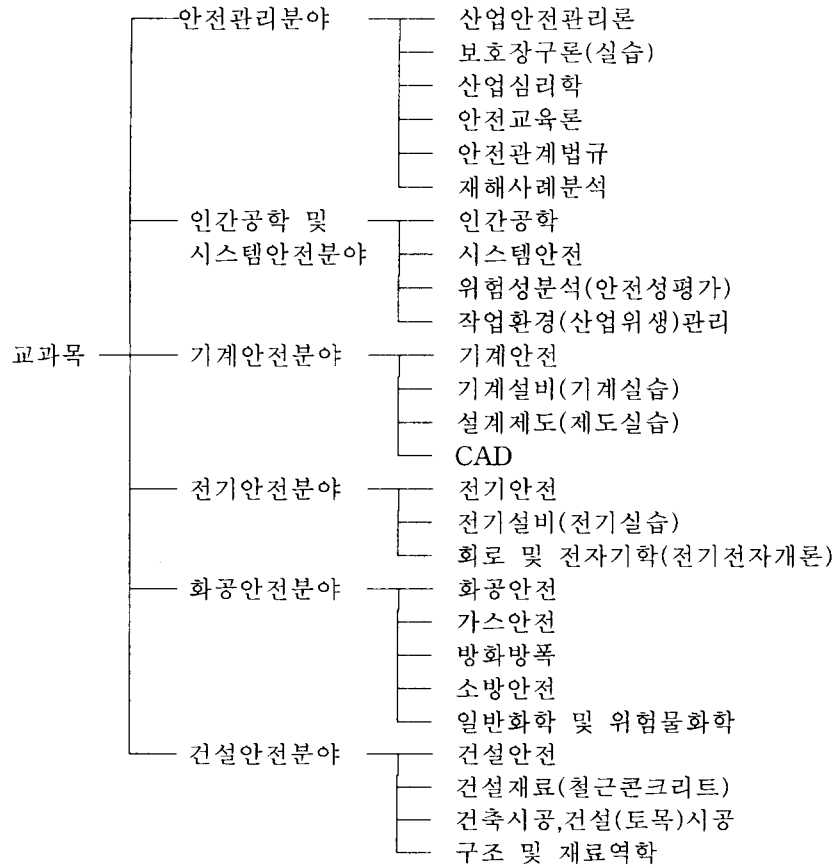 안전관리분야 산업안전관리론
보호장구론(실습)
산업심리학
안전교육론
안전관계법규
재해사례분석
인간공학 및 인간공학
시스템안전분야 시스템안전
위험성분석(안전성평가)
작업환경(산업위생)관리
교과목 기계안전분야 기계안전
기계설비(기계실습)
설계제도(제도실습)
CAD
전기안전분야 전기안전
전기설비(전기실습)
회로 및 전자기학(전기전자개론)
화공안전분야 화공안전
가스안전
방화방폭
소방안전
일반화학 및 위험물화학
건설안전분야 건설안전
건설재료(철근콘크리트)
건축시공,건설(토목)시공
구조 및 재료역학